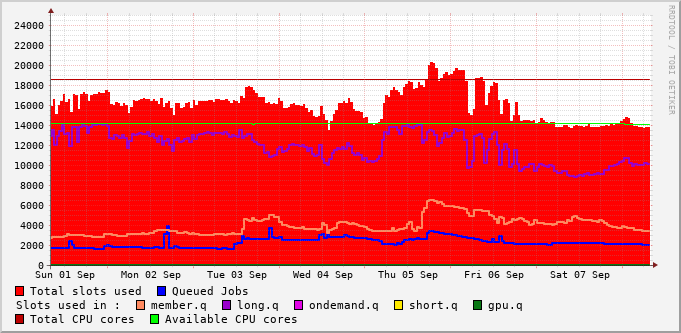 RRDTOOL / TOBI OETIKER
24000
22000
20000
18000
16000
14000
12000
10000
8000
6000
4000
2000
0
Sun 01 Sep Mon 02 Sep Tue 03 Sep Wed 04 Sep Thu 05 Sep Fri 06 Sep Sat 07 Sep
Total slots used Queued Jobs
Slots used in : member.q long.q ondemand.q short.q gpu.q
Total CPU cores Available CPU cores